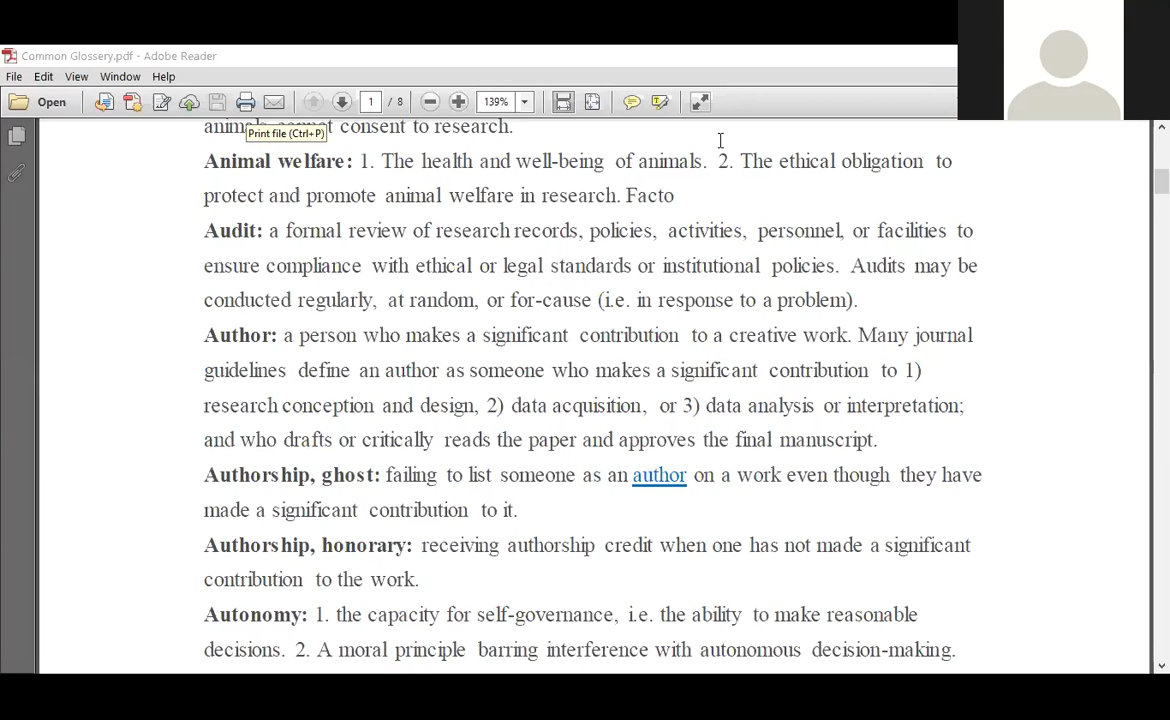 Common Glossery.pdf - Adobe Reader
File Edit View Window Help
Open 1 / 8 139%
animals cannot consent to research.
Print file (Ctrl+P)
Animal welfare: 1. The health and well-being of animals. 2. The ethical obligation to
protect and promote animal welfare in research. Facto
Audit: a formal review of research records, policies, activities, personnel, or facilities to
ensure compliance with ethical or legal standards or institutional policies. Audits may be
conducted regularly, at random, or for-cause (i.e. in response to a problem).
Author: a person who makes a significant contribution to a creative work. Many journal
guidelines define an author as someone who makes a significant contribution to 1)
research conception and design, 2) data acquisition, or 3) data analysis or interpretation;
and who drafts or critically reads the paper and approves the final manuscript.
Authorship, ghost: failing to list someone as an author on a work even though they have
made a significant contribution to it.
Authorship, honorary: receiving authorship credit when one has not made a significant
contribution to the work.
Autonomy: 1. the capacity for self-governance, i.e. the ability to make reasonable
decisions. 2. A moral principle barring interference with autonomous decision-making.